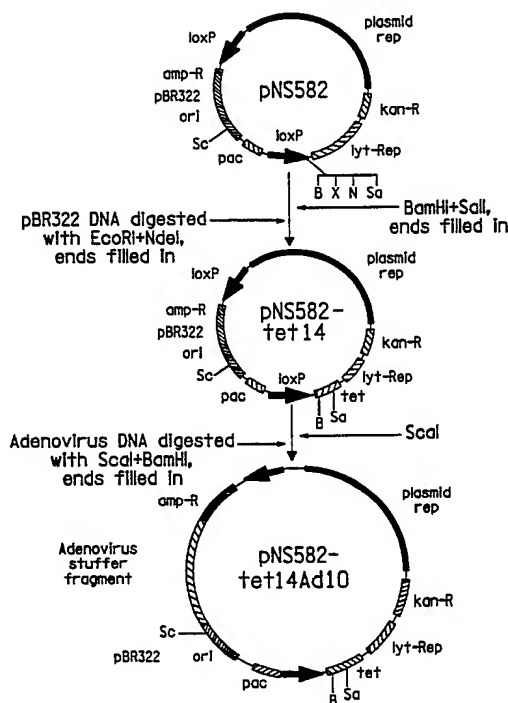 plasmid
rep
loxP
amp-R
pBR322
ori
pNS582
loxP
Sc
pac
kan-R
lyt-Rep
B X N Sa
pBR322 DNA digested
with EcoRI+NdeI,
ends filled in
BamHI+SalI,
ends filled in
plasmid
rep
loxP
amp-R
pBR322
ori
pNS582-
tet14
Sc
pac
loxP
kan-R
lyt-Rep
tet
B
Sa
Adenovirus DNA digested
with ScaI+BamHI,
ends filled in
ScaI
amp-R
plasmid
rep
Adenovirus
stuffer
fragment
pNS582-
tet14Ad10
kan-R
Sc
pBR322 ori
lyt-Rep
pac
tet
Sa
B